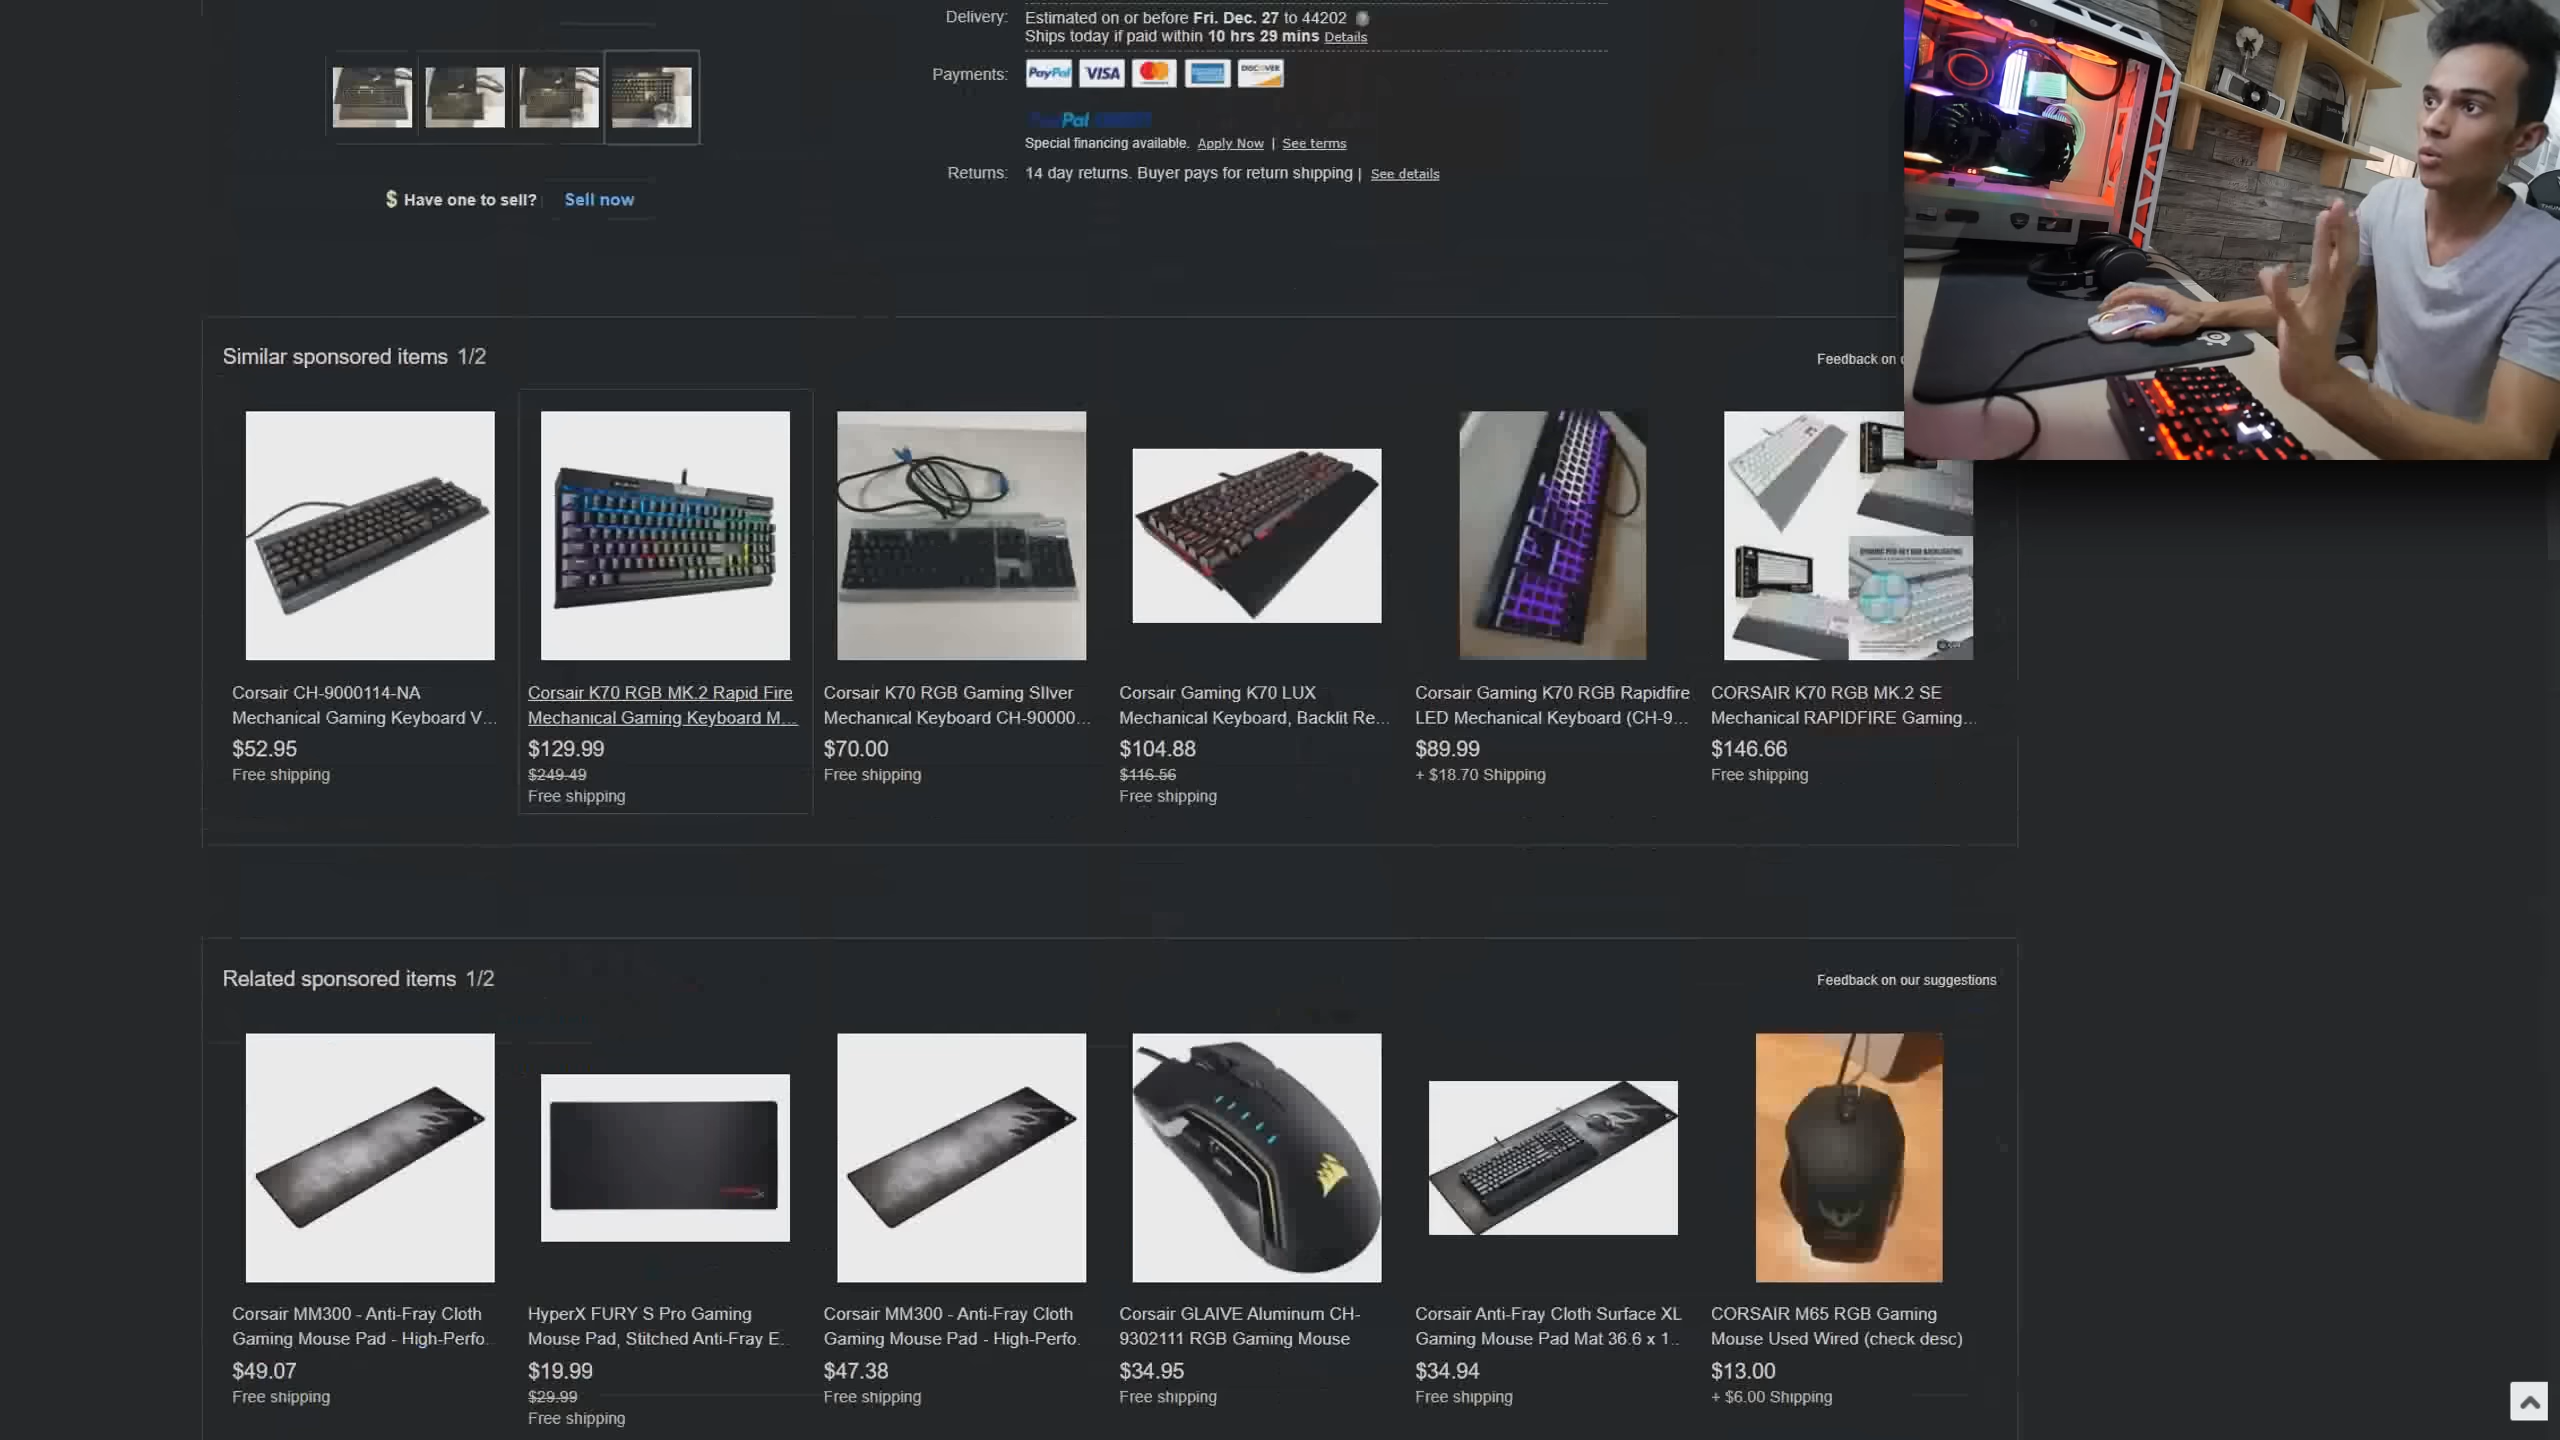 Delivery: Estimated on or before Fri. Dec. 27 to 44202
Ships today if paid within 10 hrs 29 mins Details
Payments: PayPal VISA DISCOVER
Special financing available. Apply Now | See terms
Returns: 14 day returns. Buyer pays for return shipping | See details
$ Have one to sell? Sell now
Similar sponsored items 1/2
Feedback on
Corsair CH-9000114-NA
Mechanical Gaming Keyboard V...
$52.95
Free shipping
Corsair K70 RGB MK.2 Rapid Fire
Mechanical Gaming Keyboard M...
$129.99
$249.49
Free shipping
Corsair K70 RGB Gaming SIlver
Mechanical Keyboard CH-90000...
$70.00
Free shipping
Corsair Gaming K70 LUX
Mechanical Keyboard, Backlit Re...
$104.88
$116.56
Free shipping
Corsair Gaming K70 RGB Rapidfire
LED Mechanical Keyboard (CH-9...
$89.99
+ $18.70 Shipping
CORSAIR K70 RGB MK.2 SE
Mechanical RAPIDFIRE Gaming...
$146.66
Free shipping
Related sponsored items 1/2
Feedback on our suggestions
Corsair MM300 - Anti-Fray Cloth
Gaming Mouse Pad - High-Perfo..
$49.07
Free shipping
HyperX FURY S Pro Gaming
Mouse Pad, Stitched Anti-Fray E..
$19.99
$29.99
Free shipping
Corsair MM300 - Anti-Fray Cloth
Gaming Mouse Pad - High-Perfo.
$47.38
Free shipping
Corsair GLAIVE Aluminum CH-
9302111 RGB Gaming Mouse
$34.95
Free shipping
Corsair Anti-Fray Cloth Surface XL
Gaming Mouse Pad Mat 36.6 x 1..
$34.94
Free shipping
CORSAIR M65 RGB Gaming
Mouse Used Wired (check desc)
$13.00
+ $6.00 Shipping